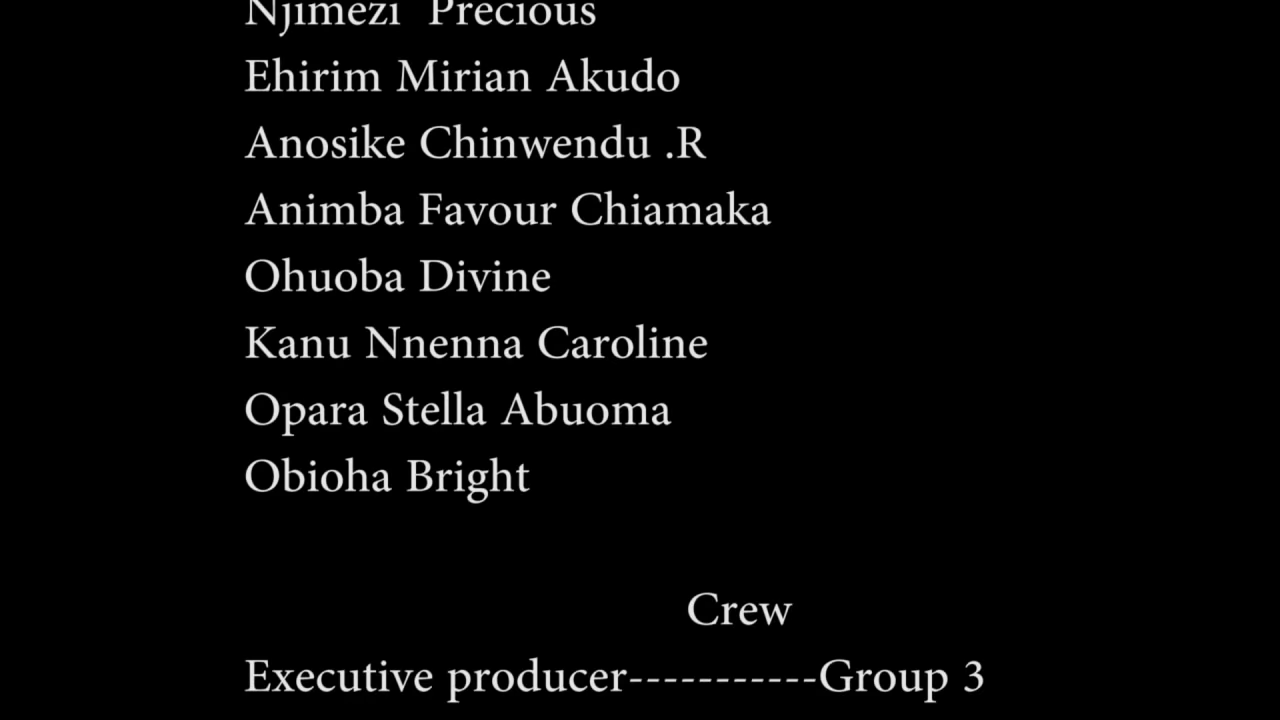 Njimezi  Precious
Ehirim Mirian Akudo
Anosike Chinwendu .R
Animba Favour Chiamaka
Ohuoba Divine
Kanu Nnenna Caroline
Opara Stella Abuoma
Obioha Bright
Crew
Executive producer-----------Group 3